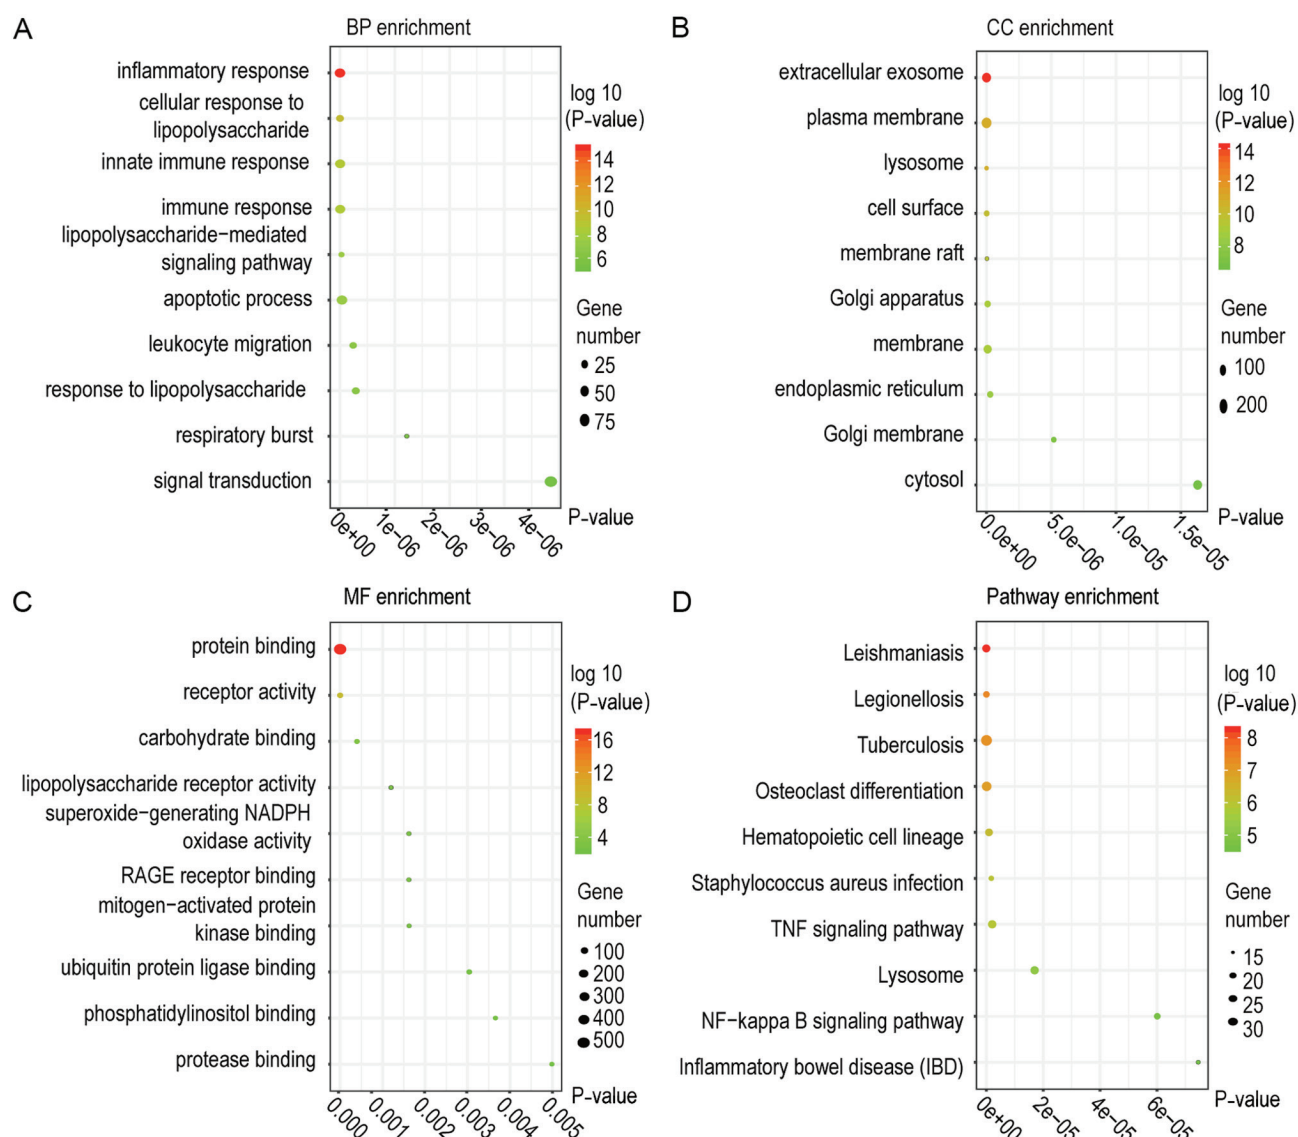 A
BP enrichment
inflammatory response
cellular response to
lipopolysaccharide
innate immune response
immune response
lipopolysaccharide−mediated
signaling pathway
apoptotic process
leukocyte migration
response to lipopolysaccharide
respiratory burst
signal transduction
0e+00
1e−06
2e−06
3e−06
4e−06
P−value
log 10
(P−value)
14
12
10
8
6
Gene
number
25
50
75
B
CC enrichment
extracellular exosome
plasma membrane
lysosome
cell surface
membrane raft
Golgi apparatus
membrane
endoplasmic reticulum
Golgi membrane
cytosol
0.0e+00
5.0e−06
1.0e−05
1.5e−05
P−value
log 10
(P−value)
14
12
10
8
Gene
number
100
200
C
MF enrichment
protein binding
receptor activity
carbohydrate binding
lipopolysaccharide receptor activity
superoxide−generating NADPH
oxidase activity
RAGE receptor binding
mitogen−activated protein
kinase binding
ubiquitin protein ligase binding
phosphatidylinositol binding
protease binding
0.000
0.001
0.002
0.003
0.004
0.005
P−value
log 10
(P−value)
16
12
8
4
Gene
number
100
200
300
400
500
D
Pathway enrichment
Leishmaniasis
Legionellosis
Tuberculosis
Osteoclast differentiation
Hematopoietic cell lineage
Staphylococcus aureus infection
TNF signaling pathway
Lysosome
NF−kappa B signaling pathway
Inflammatory bowel disease (IBD)
0e+00
2e−05
4e−05
6e−05
P−value
log 10
(P−value)
8
7
6
5
Gene
number
15
20
25
30